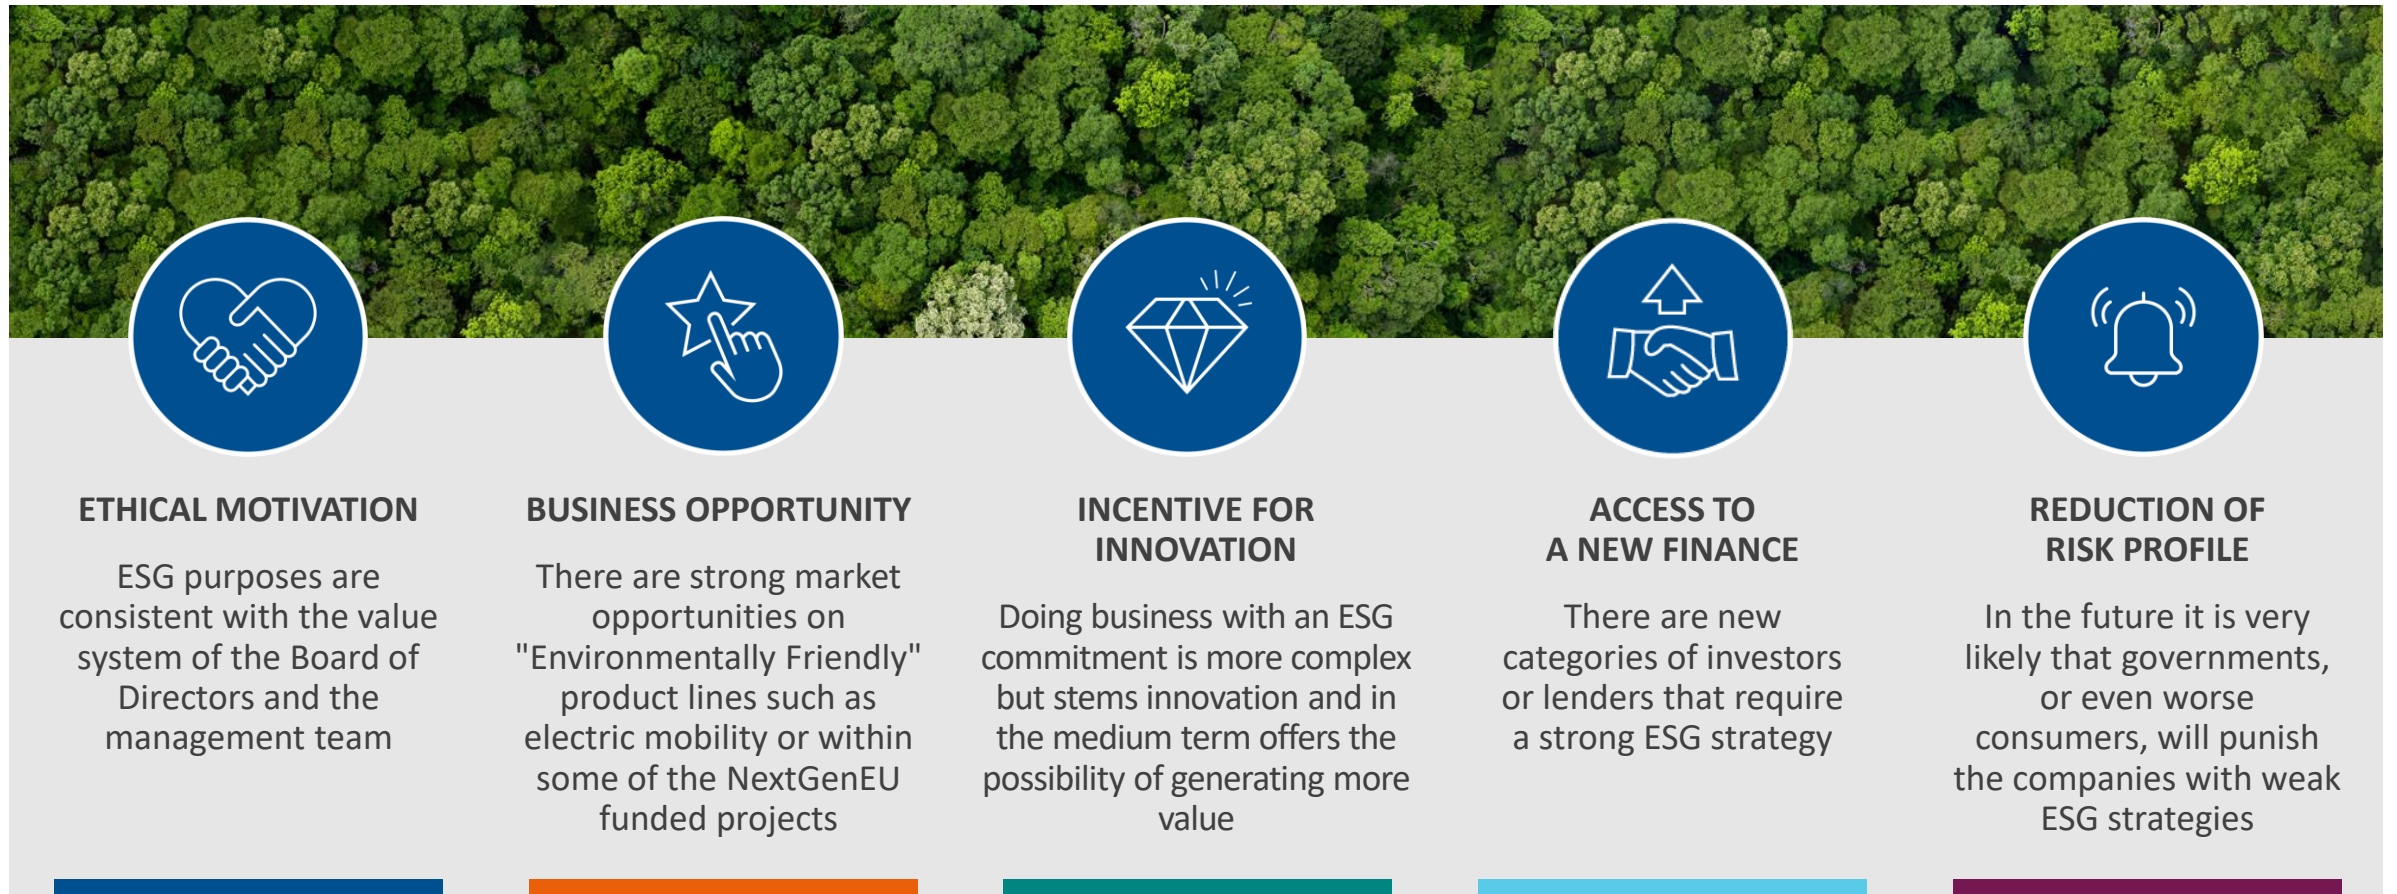 ETHICAL MOTIVATION
ESG purposes are
consistent with the value
system of the Board of
Directors and the
management team
BUSINESS OPPORTUNITY
There are strong market
opportunities on
"Environmentally Friendly"
product lines such as
electric mobility or within
some of the NextGenEU
funded projects
INCENTIVE FOR
INNOVATION
Doing business with an ESG
commitment is more complex
but stems innovation and in
the medium term offers the
possibility of generating more
value
ACCESS TO
A NEW FINANCE
There are new
categories of investors
or lenders that require
a strong ESG strategy
REDUCTION OF
RISK PROFILE
In the future it is very
likely that governments,
or even worse
consumers, will punish
the companies with weak
ESG strategies